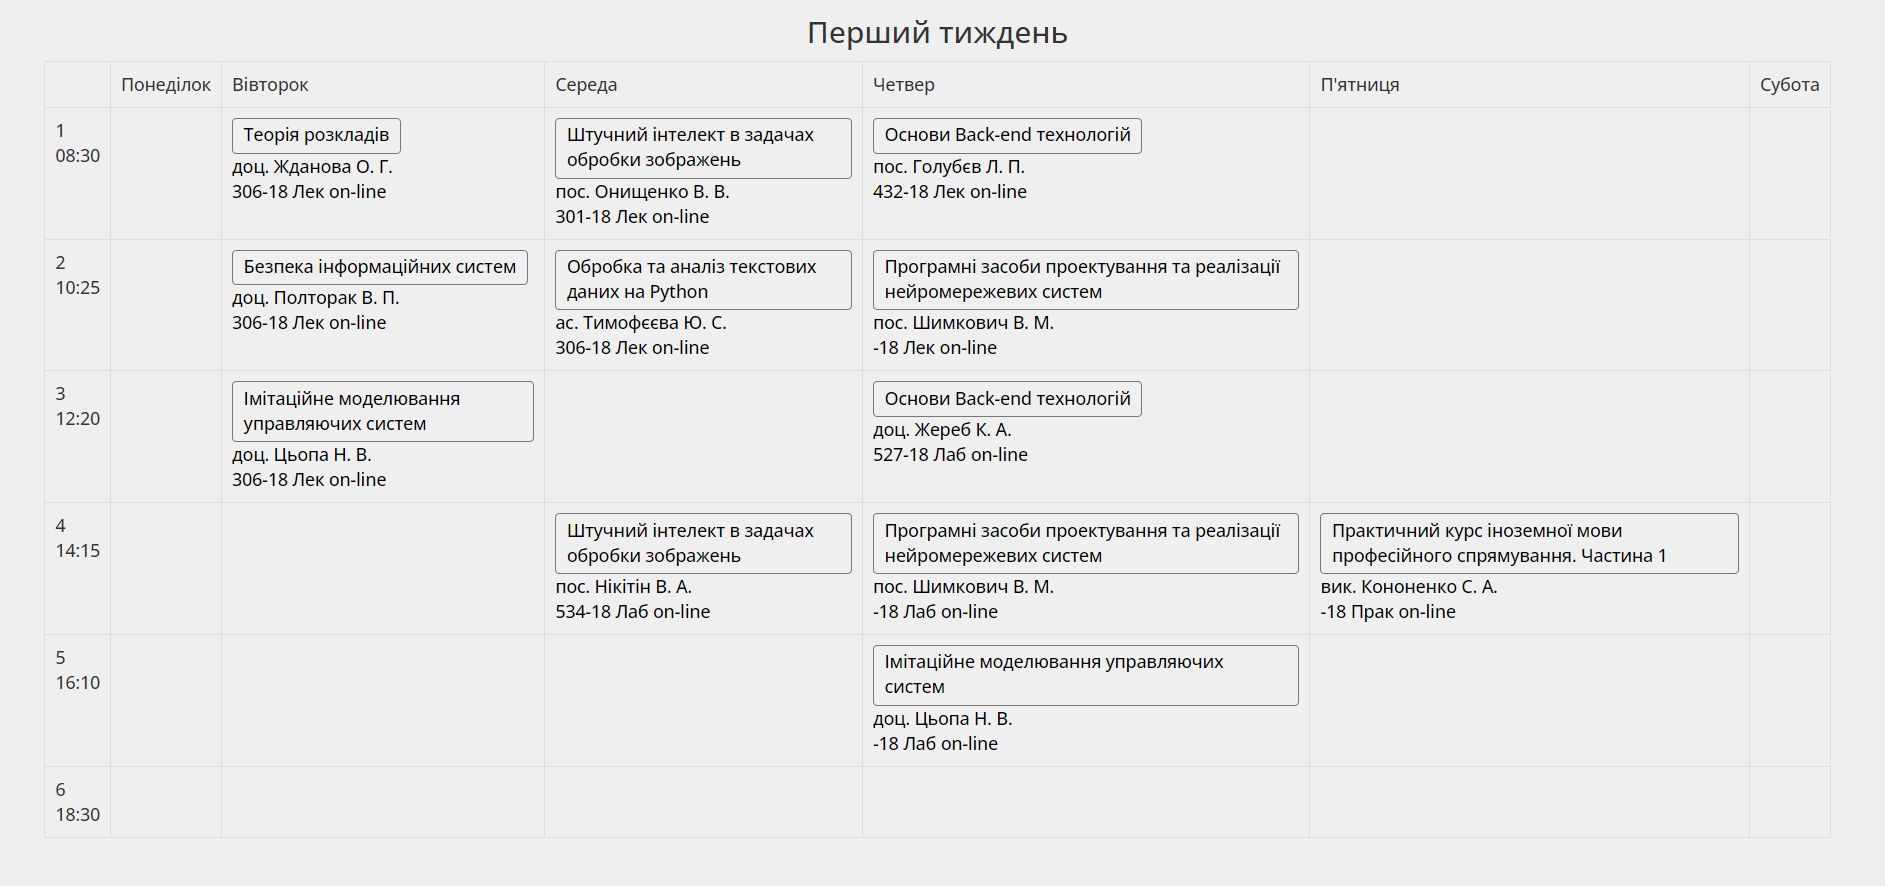 Перший тиждень
Понеділок
Вівторок
Середа
Четвер
П'ятниця
Субота
1
08:30
Теорія розкладів
доц. Жданова О. Г.
306-18 Лек on-line
Штучний інтелект в задачах
обробки зображень
пос. Онищенко В. В.
301-18 Лек on-line
Основи Back-end технологій
пос. Голубєв Л. П.
432-18 Лек on-line
2
10:25
Безпека інформаційних систем
доц. Полторак В. П.
306-18 Лек on-line
Обробка та аналіз текстових
даних на Python
ас. Тимофєєва Ю. С.
306-18 Лек on-line
Програмні засоби проектування та реалізації
нейромережевих систем
пос. Шимкович В. М.
-18 Лек on-line
3
12:20
Імітаційне моделювання
управляючих систем
доц. Цьопа Н. В.
306-18 Лек on-line
Основи Back-end технологій
доц. Жереб К. А.
527-18 Лаб on-line
4
14:15
Штучний інтелект в задачах
обробки зображень
пос. Нікітін В. А.
534-18 Лаб on-line
Програмні засоби проектування та реалізації
нейромережевих систем
пос. Шимкович В. М.
-18 Лаб on-line
Практичний курс іноземної мови
професійного спрямування. Частина 1
вик. Кононенко С. А.
-18 Прак on-line
5
16:10
Імітаційне моделювання управляючих
систем
доц. Цьопа Н. В.
-18 Лаб on-line
6
18:30